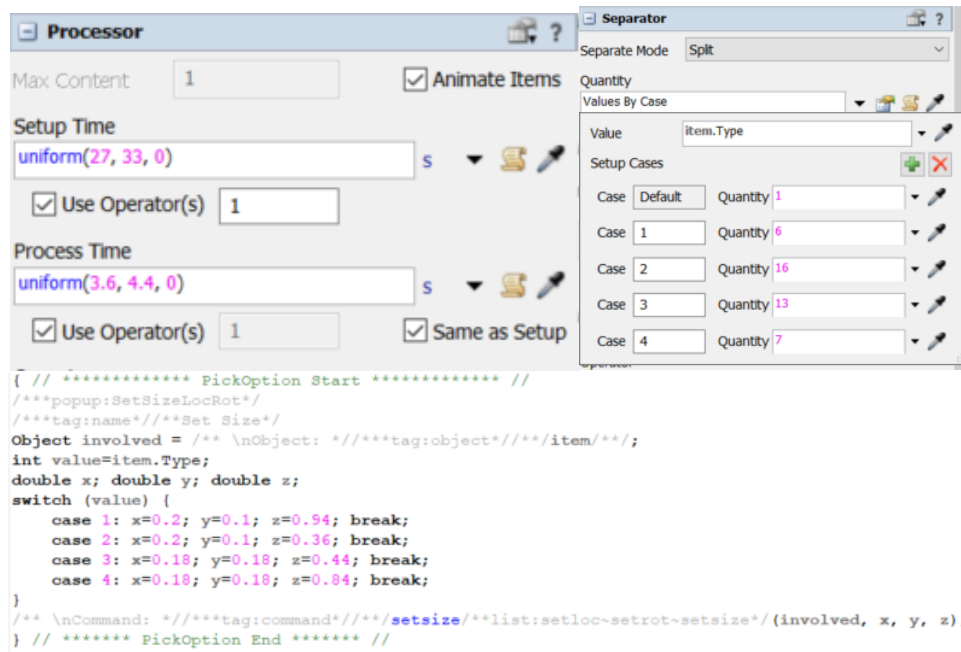 Processor
?
Max Content 1
Animate Items
Setup Time
uniform(27, 33, 0) s
Use Operator(s) 1
Process Time
uniform(3.6, 4.4, 0) s
Use Operator(s) 1
Same as Setup
Separator
?
Separate Mode Split
Quantity
Values By Case
Value item.Type
Setup Cases
Case Default Quantity 1
Case 1 Quantity 6
Case 2 Quantity 16
Case 3 Quantity 13
Case 4 Quantity 7
{ // ************* PickOption Start ************* //
/***popup:SetSizeLocRot*/
/***tag:name*//**Set Size*/
Object involved = /** \nObject: *//***tag:object*//**/item/**/;
int value=item.Type;
double x; double y; double z;
switch (value) {
case 1: x=0.2; y=0.1; z=0.94; break;
case 2: x=0.2; y=0.1; z=0.36; break;
case 3: x=0.18; y=0.18; z=0.44; break;
case 4: x=0.18; y=0.18; z=0.84; break;
}
/** \nCommand: *//***tag:command*//**/setsize/**list:setloc~setrot~setsize*/(involved, x, y, z)
} // ******* PickOption End ******* //